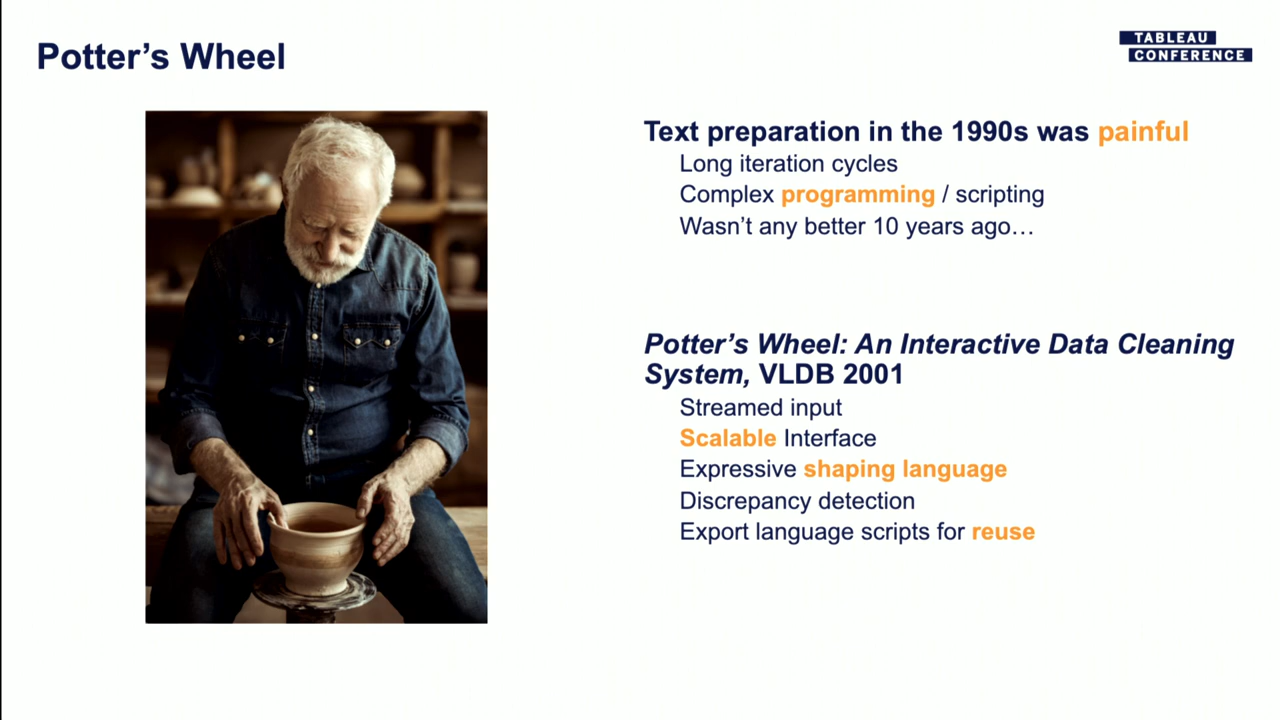 Potter’s Wheel
TABLEAU
CONFERENCE
Text preparation in the 1990s was painful
Long iteration cycles
Complex programming / scripting
Wasn’t any better 10 years ago…
Potter’s Wheel: An Interactive Data Cleaning
System, VLDB 2001
Streamed input
Scalable Interface
Expressive shaping language
Discrepancy detection
Export language scripts for reuse